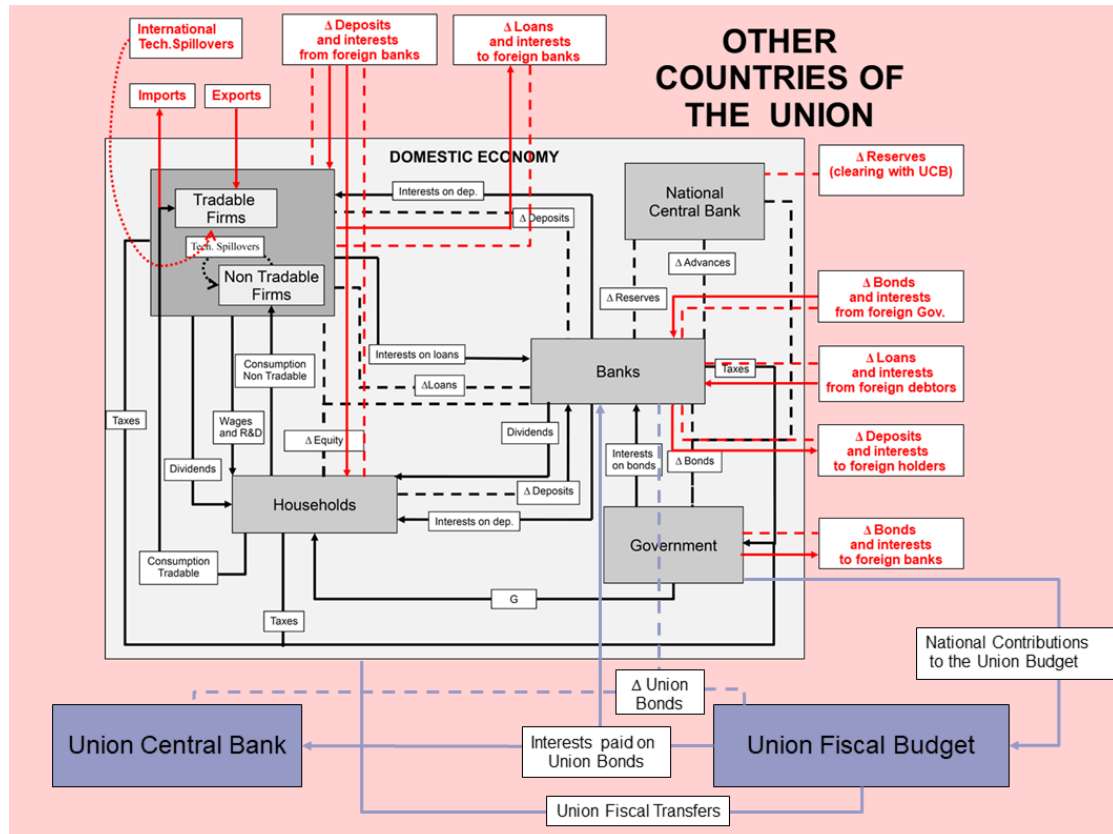 International
Tech.Spillovers
Δ Deposits
and interests
from foreign banks
Δ Loans
and interests
to foreign banks
OTHER
COUNTRIES OF
THE UNION
Imports
Exports
DOMESTIC ECONOMY
Δ Reserves
(clearing with UCB)
Tradable
Firms
Interests on dep.
National
Central Bank
Δ Deposits
Tech. Spillovers
Non Tradable
Firms
Δ Advances
Δ Reserves
Δ Bonds
and interests
from foreign Gov.
Interests on loans
Consumption
Non Tradable
ΔLoans
Banks
Taxes
Δ Loans
and interests
from foreign debtors
Taxes
Wages
and R&D
Δ Equity
Dividends
Dividends
Interests
on bonds
Δ Bonds
Δ Deposits
and interests
to foreign holders
Households
Δ Deposits
Interests on dep.
Government
Δ Bonds
and interests
to foreign banks
Consumption
Tradable
G
Taxes
National Contributions
to the Union Budget
Δ Union
Bonds
Union Central Bank
Interests paid on
Union Bonds
Union Fiscal Budget
Union Fiscal Transfers